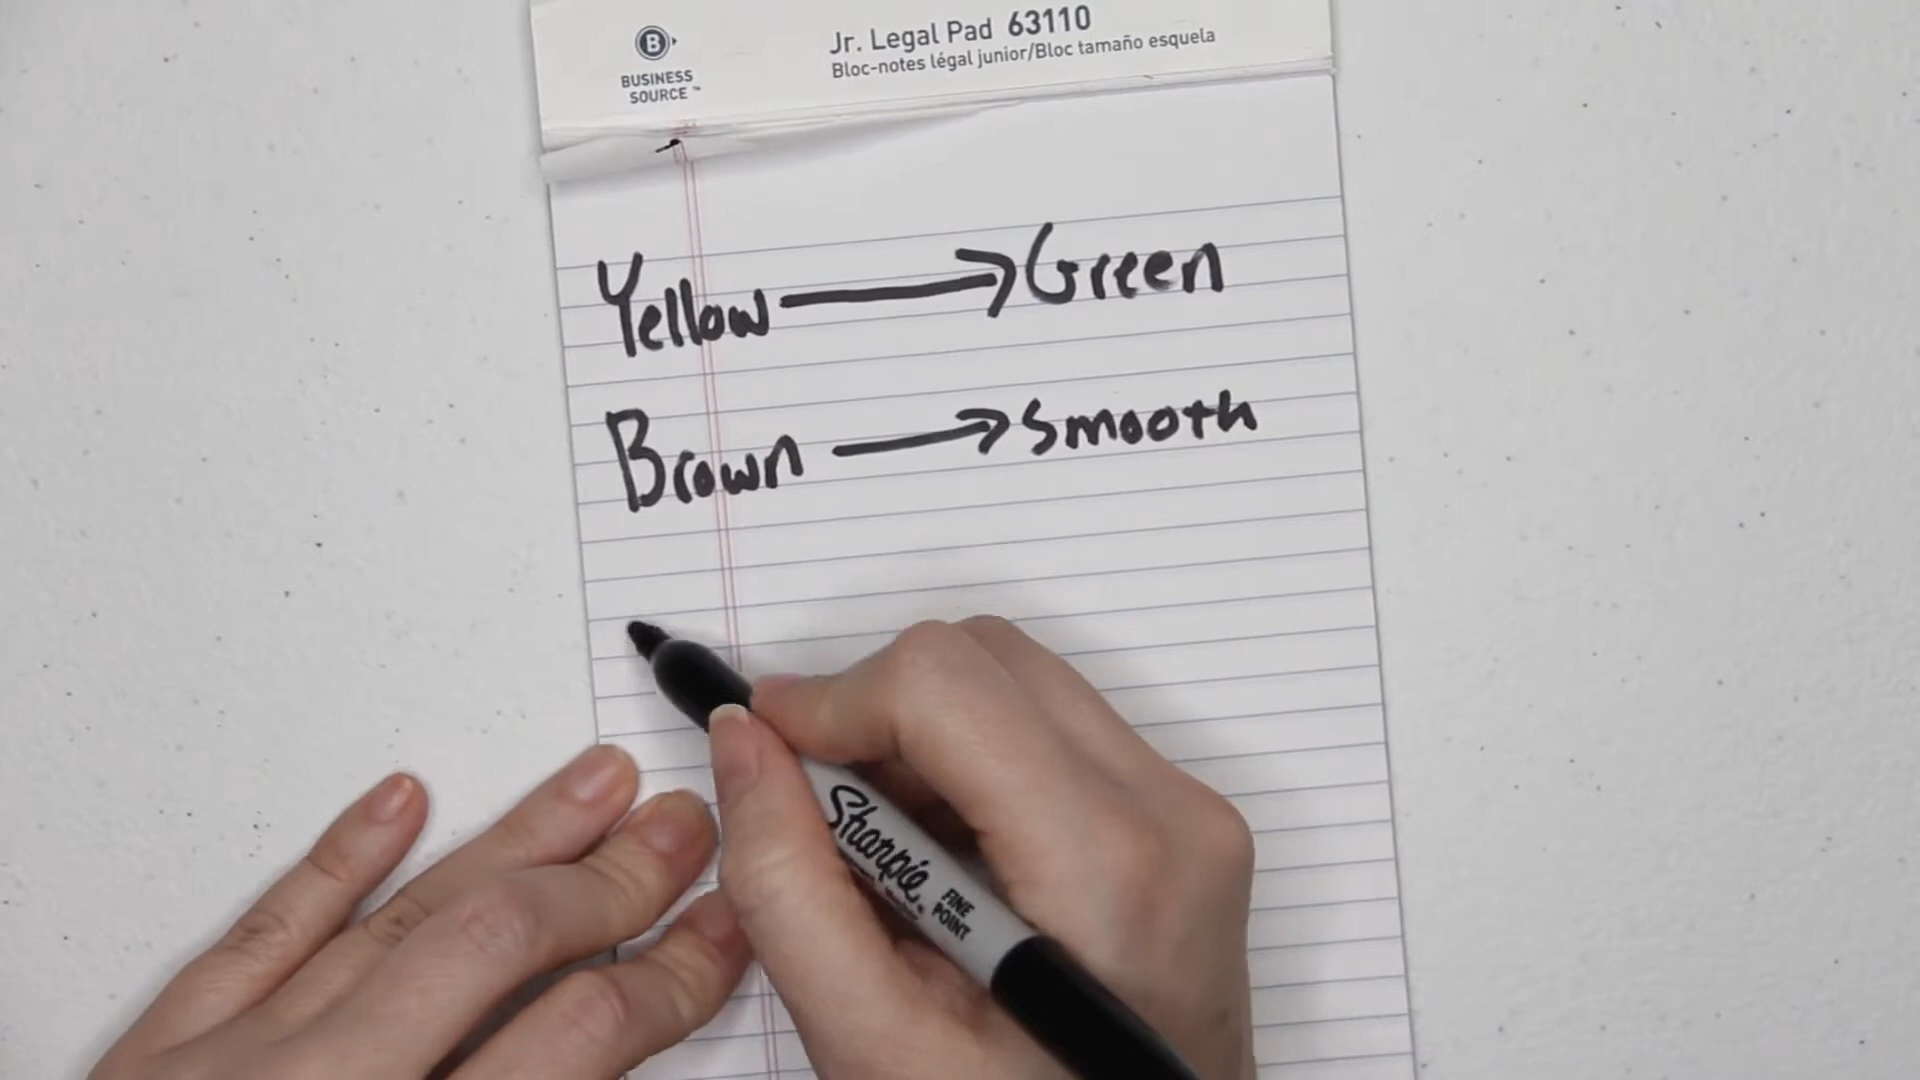 B
BUSINESS
SOURCE™
Jr. Legal Pad 63110
Bloc-notes légal junior/Bloc tamaño esquela
Yellow → Green
Brown → Smooth
Sharpie.
FINE
POINT